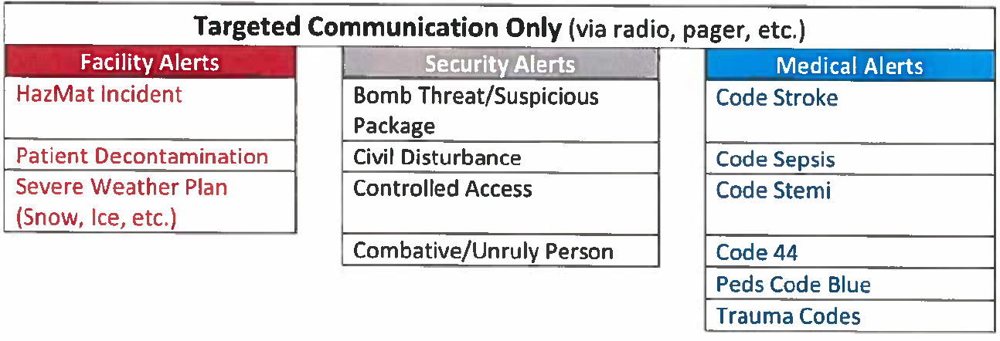 Targeted Communication Only (via radio, pager, etc.)
Facility Alerts
HazMat Incident
Patient Decontamination
Severe Weather Plan
(Snow, Ice, etc.)
Security Alerts
Bomb Threat/Suspicious
Package
Civil Disturbance
Controlled Access
Combative/Unruly Person
Medical Alerts
Code Stroke
Code Sepsis
Code Stemi
Code 44
Peds Code Blue
Trauma Codes